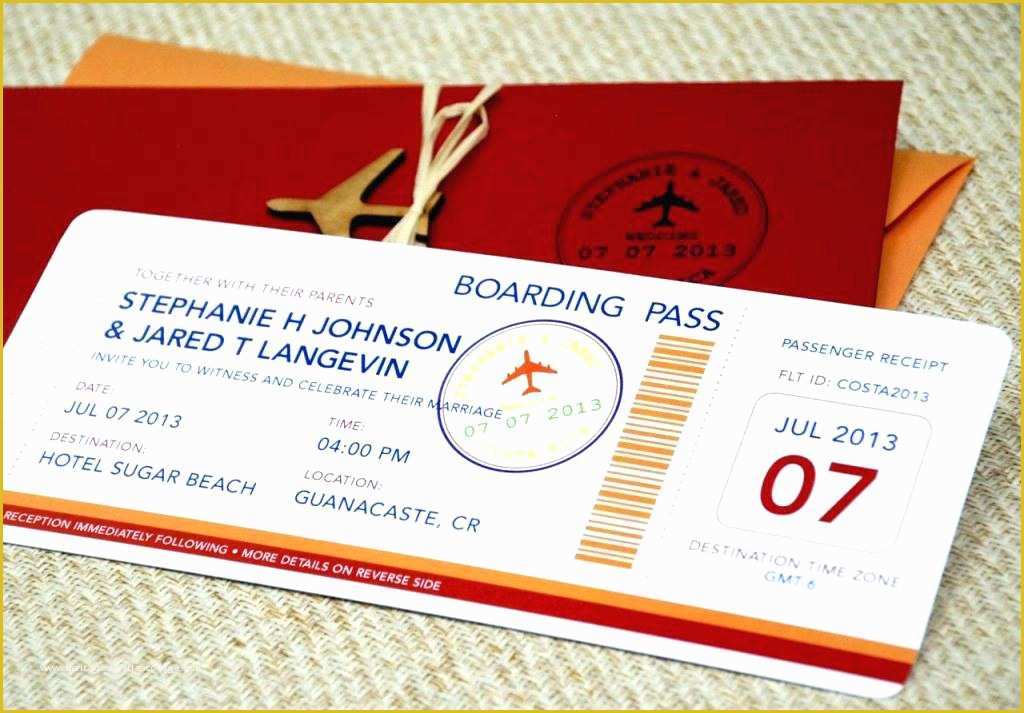 STEPHANIE & JARED
WEDDING
07 07 2013
TOGETHER WITH THEIR PARENTS
STEPHANIE H JOHNSON
& JARED T LANGEVIN
INVITE YOU TO WITNESS AND CELEBRATE THEIR MARRIAGE
DATE:
JUL 07 2013
TIME:
04:00 PM
DESTINATION:
HOTEL SUGAR BEACH
LOCATION:
GUANACASTE, CR
RECEPTION IMMEDIATELY FOLLOWING • MORE DETAILS ON REVERSE SIDE
BOARDING PASS
07 07 2013
PASSENGER RECEIPT
FLT ID: COSTA2013
JUL 2013
07
DESTINATION TIME ZONE
GMT 6